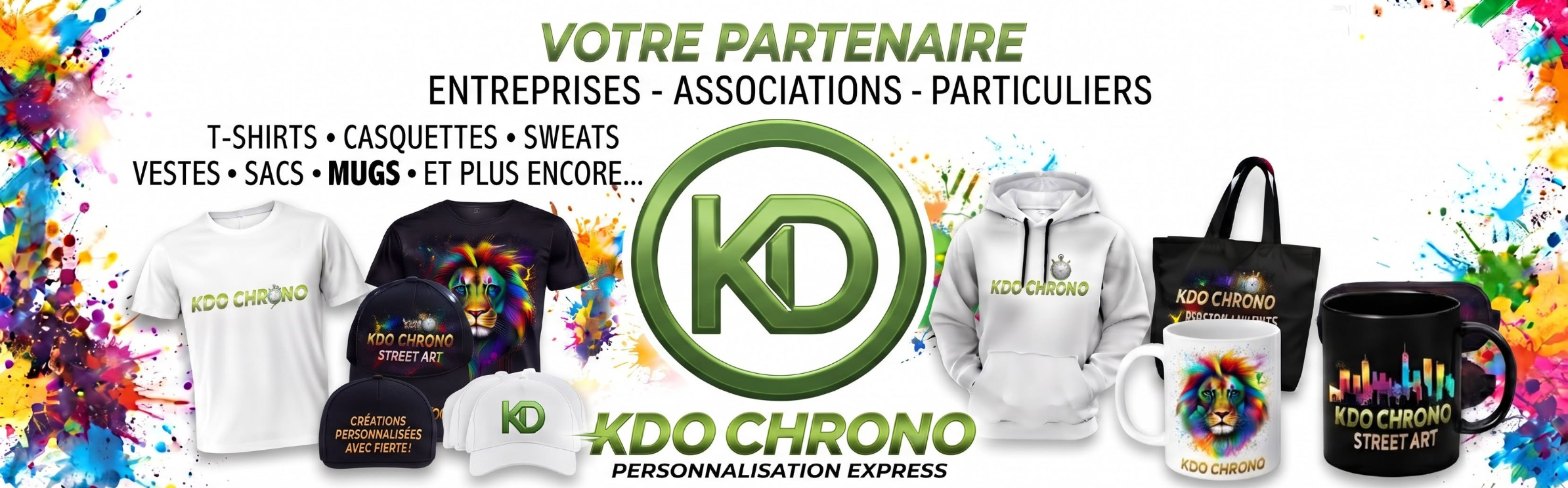 VOTRE PARTENAIRE
ENTREPRISES - ASSOCIATIONS - PARTICULIERS
T-SHIRTS • CASQUETTES • SWEATS
VESTES • SACS • MUGS • ET PLUS ENCORE...
KD
KDO CHRONO
PERSONNALISATION EXPRESS
KDO CHRONO
KDO CHRONO
STREET ART
CRÉATIONS
PERSONNALISÉES
AVEC FIERTE!
KD
KDO CHRONO
KDO CHRONO
KDO CHRONO
KDO CHRONO
STREET ART